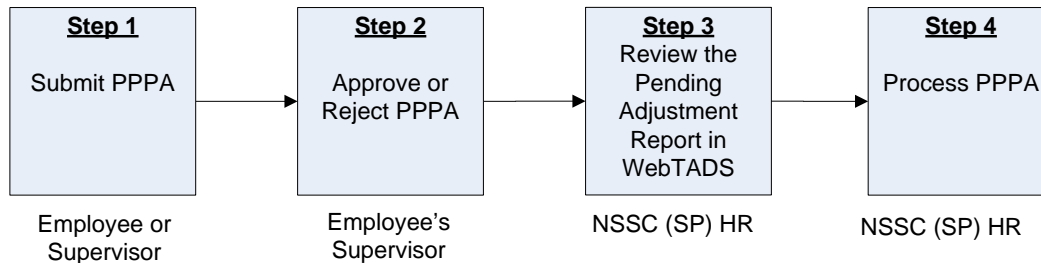 Step 1
Submit PPPA
Employee or
Supervisor
Step 2
Approve or
Reject PPPA
Employee's
Supervisor
Step 3
Review the
Pending
Adjustment
Report in
WebTADS
NSSC (SP) HR
Step 4
Process PPPA
NSSC (SP) HR